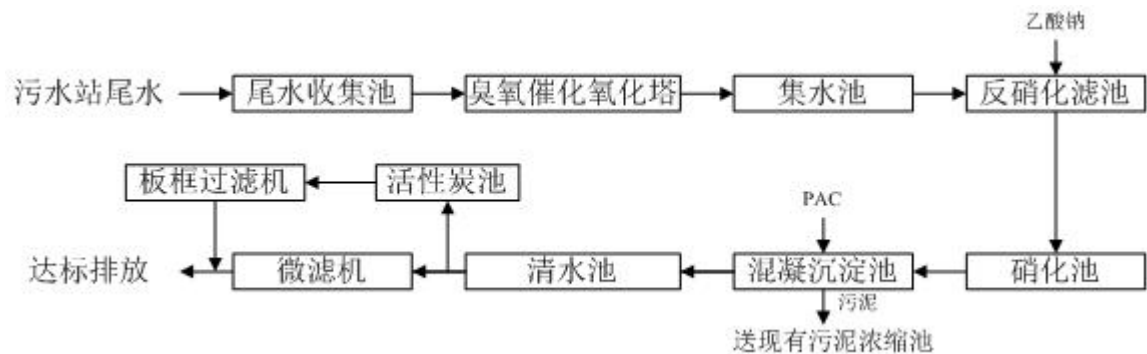 乙酸钠
污水站尾水
尾水收集池
臭氧催化氧化塔
集水池
反硝化滤池
板框过滤机
活性炭池
PAC
达标排放
微滤机
清水池
混凝沉淀池
硝化池
污泥
送现有污泥浓缩池